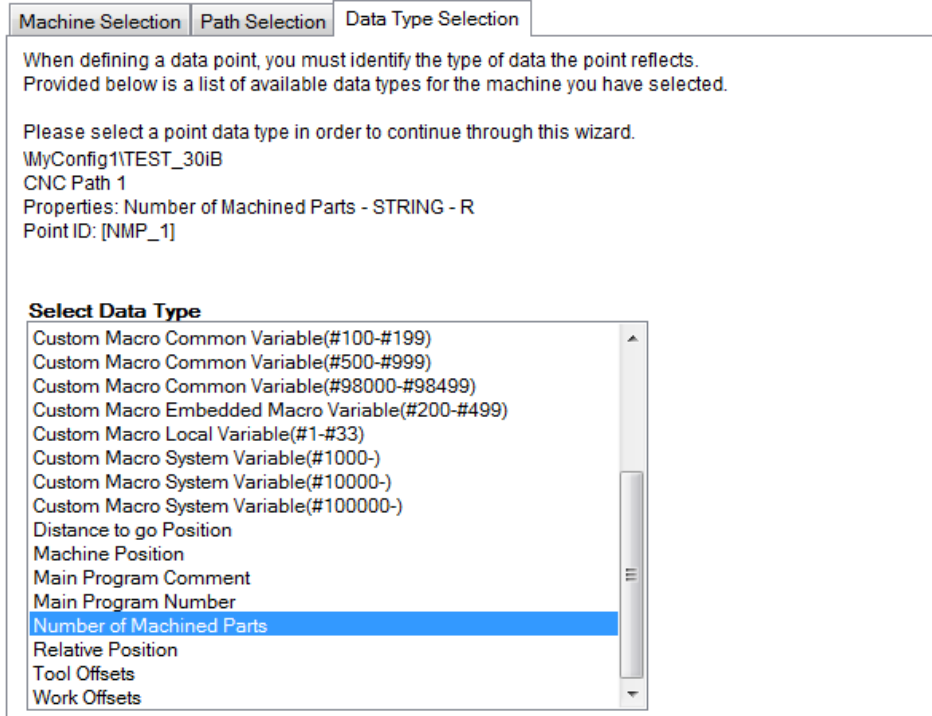 Machine Selection Path Selection Data Type Selection
When defining a data point, you must identify the type of data the point reflects.
Provided below is a list of available data types for the machine you have selected.
Please select a point data type in order to continue through this wizard.
\MyConfig1\TEST_30iB
CNC Path 1
Properties: Number of Machined Parts - STRING - R
Point ID: [NMP_1]
Select Data Type
Custom Macro Common Variable(#100-#199)
Custom Macro Common Variable(#500-#999)
Custom Macro Common Variable(#98000-#98499)
Custom Macro Embedded Macro Variable(#200-#499)
Custom Macro Local Variable(#1-#33)
Custom Macro System Variable(#1000-)
Custom Macro System Variable(#10000-)
Custom Macro System Variable(#100000-)
Distance to go Position
Machine Position
Main Program Comment
Main Program Number
Number of Machined Parts
Relative Position
Tool Offsets
Work Offsets